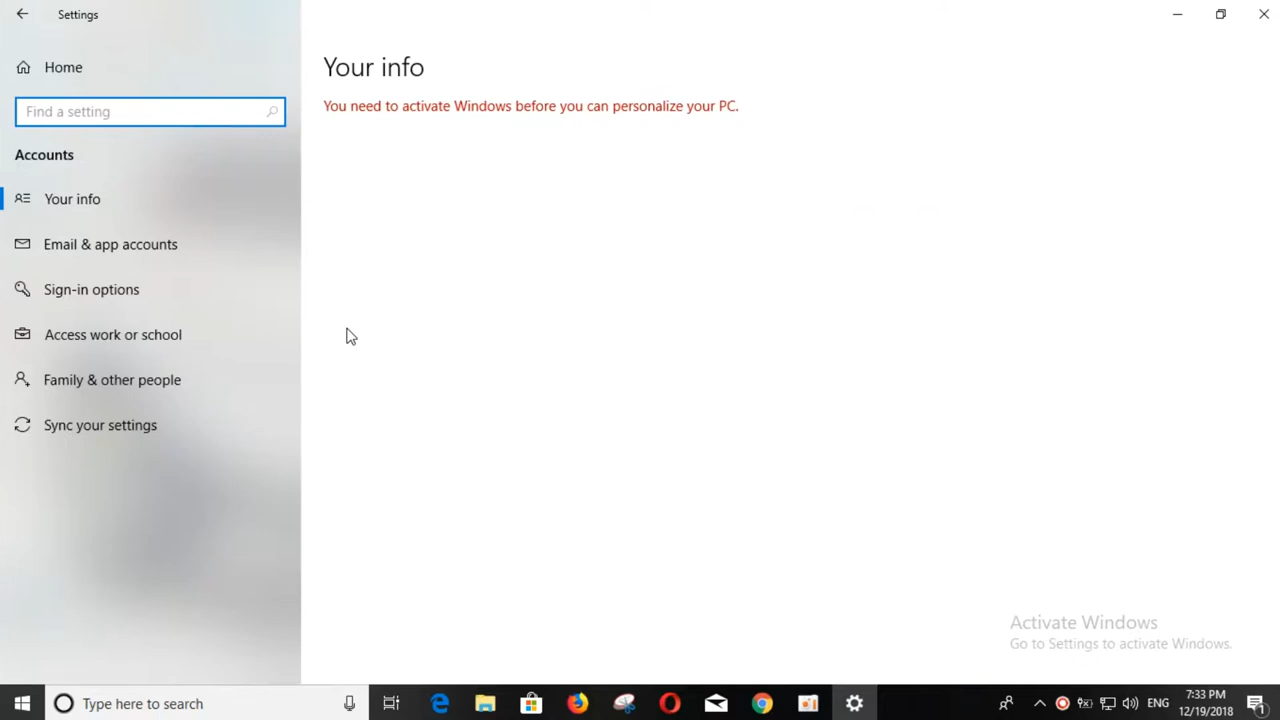 Settings
Home
Find a setting
Accounts
Your info
Email & app accounts
Sign-in options
Access work or school
Family & other people
Sync your settings
Your info
You need to activate Windows before you can personalize your PC.
Activate Windows
Go to Settings to activate Windows.
Type here to search
ENG
7:33 PM
12/19/2018
1